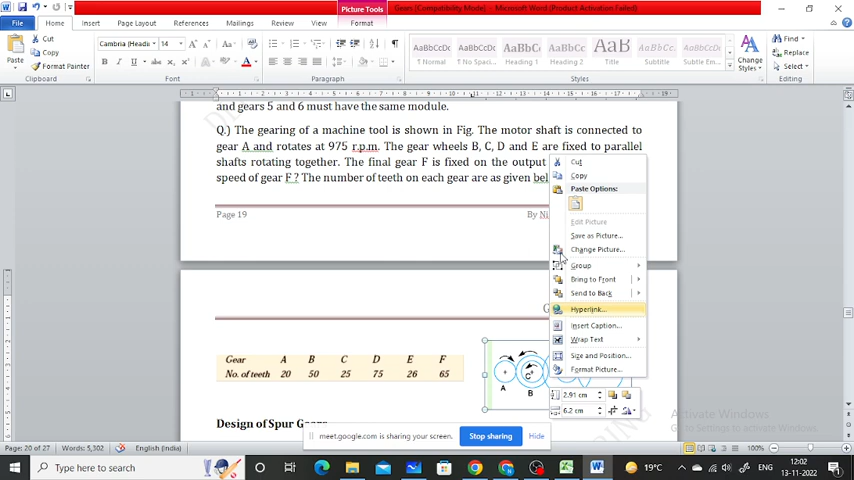 Picture Tools
Gears [Compatibility Mode] - Microsoft Word (Product Activation Failed)
File Home Insert Page Layout References Mailings Review View Format
Paste
Cut
Copy
Format Painter
Clipboard
Cambria (Headi 14
Font
Paragraph
AaBbCcDc AaBbCcDc AaBbC AaBbCc AaB AaBbCc. AaBbCcDc
¶ Normal ¶ No Spaci... Heading 1 Heading 2 Title Subtitle Subtle Em...
Styles
Change Styles
Find
Replace
Select
Editing
and gears 5 and 6 must have the same module.
Q.) The gearing of a machine tool is shown in Fig. The motor shaft is connected to
gear A and rotates at 975 r.p.m. The gear wheels B, C, D and E are fixed to parallel
shafts rotating together. The final gear F is fixed on the output
speed of gear F ? The number of teeth on each gear are as given bel
Page 19
By Ni
Cut
Copy
Paste Options:
Edit Picture
Save as Picture...
Change Picture...
Group
Bring to Front
Send to Back
Hyperlink...
Insert Caption...
Wrap Text
Size and Position...
Format Picture...
2.91 cm
6.2 cm
G
Gear A B C D E F
No. of teeth 20 50 25 75 26 65
A
B
C
Design of Spur Gears
meet.google.com is sharing your screen.
Stop sharing
Hide
Activate Windows
Go to Settings to activate Windows.
Page: 20 of 27 Words: 5,302 English (India)
100%
Type here to search
19°C
ENG
12:02
13-11-2022